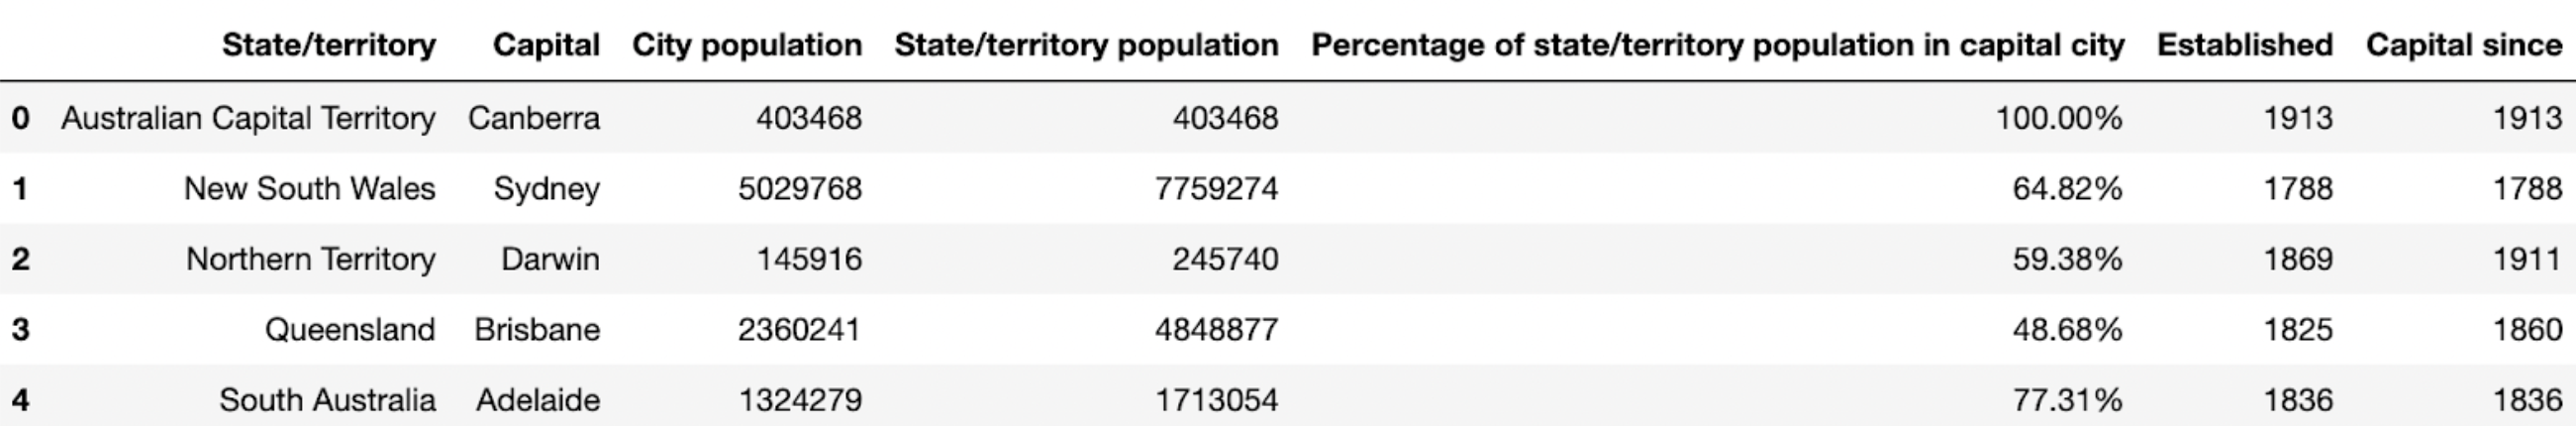 State/territory Capital City population State/territory population Percentage of state/territory population in capital city Established Capital since
0 Australian Capital Territory Canberra 403468 403468 100.00% 1913 1913
1 New South Wales Sydney 5029768 7759274 64.82% 1788 1788
2 Northern Territory Darwin 145916 245740 59.38% 1869 1911
3 Queensland Brisbane 2360241 4848877 48.68% 1825 1860
4 South Australia Adelaide 1324279 1713054 77.31% 1836 1836